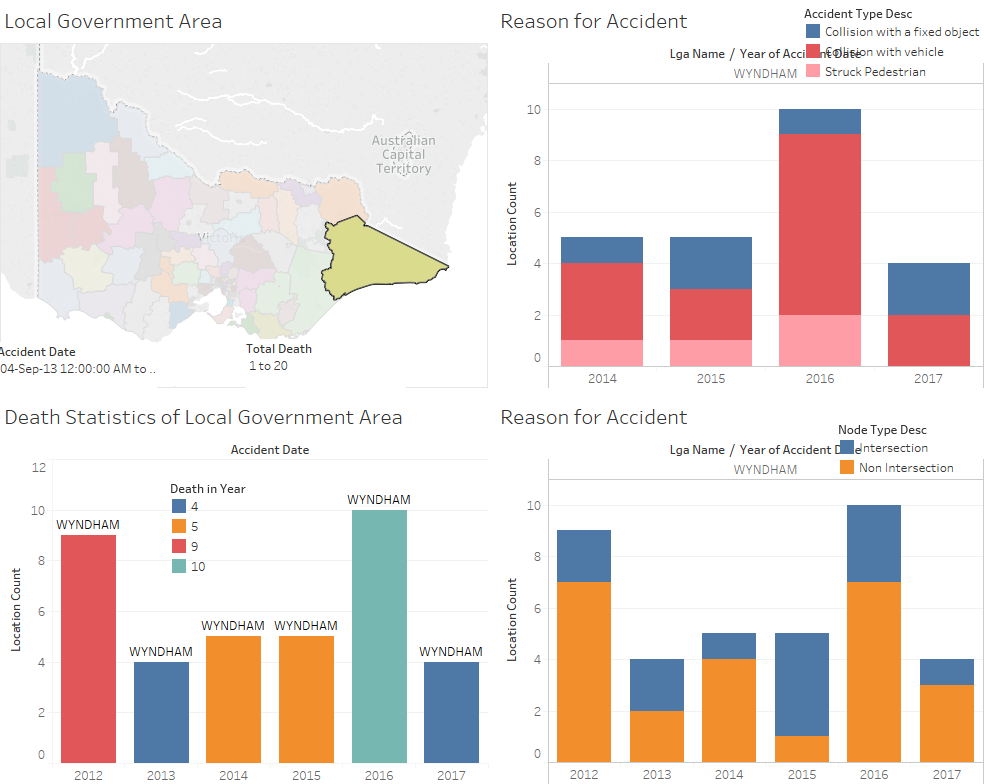 Local Government Area
Australian
Capital
Territory
Accident Date
04-Sep-13 12:00:00 AM to ..
Total Death
1 to 20
Reason for Accident
Accident Type Desc
Collision with a fixed object
Collision with vehicle
Struck Pedestrian
Lga Name / Year of Accident Date
WYNDHAM
Location Count
10
8
6
4
2
0
2014
2015
2016
2017
Death Statistics of Local Government Area
Accident Date
Death in Year
4
5
9
10
Location Count
12
10
8
6
4
2
0
WYNDHAM
WYNDHAM
WYNDHAM
WYNDHAM
WYNDHAM
WYNDHAM
2012
2013
2014
2015
2016
2017
Reason for Accident
Node Type Desc
Intersection
Non Intersection
Lga Name / Year of Accident Date
WYNDHAM
Location Count
10
8
6
4
2
0
2012
2013
2014
2015
2016
2017